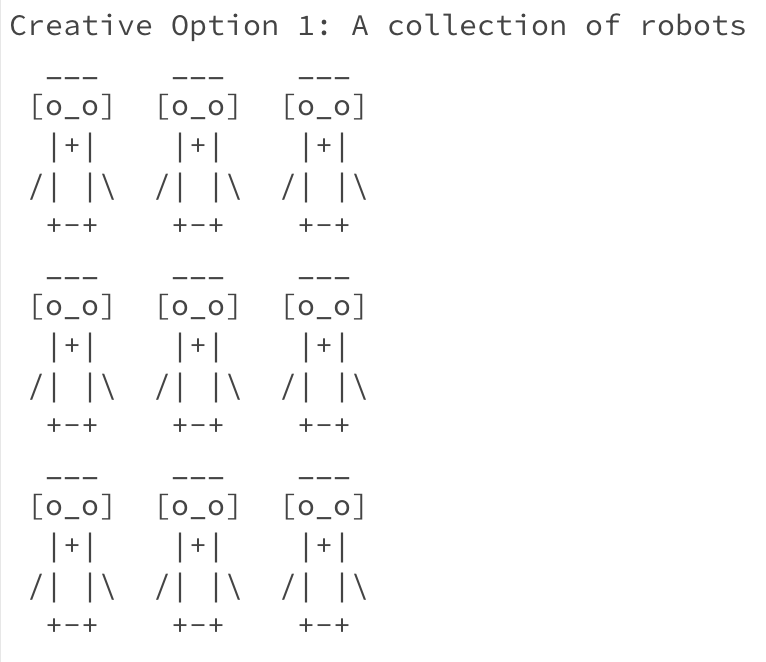 Creative Option 1: A collection of robots
  ___    ___    ___
 [o_o]  [o_o]  [o_o]
  |+|    |+|    |+|
 /| |\  /| |\  /| |\
  +-+    +-+    +-+
  ___    ___    ___
 [o_o]  [o_o]  [o_o]
  |+|    |+|    |+|
 /| |\  /| |\  /| |\
  +-+    +-+    +-+
  ___    ___    ___
 [o_o]  [o_o]  [o_o]
  |+|    |+|    |+|
 /| |\  /| |\  /| |\
  +-+    +-+    +-+